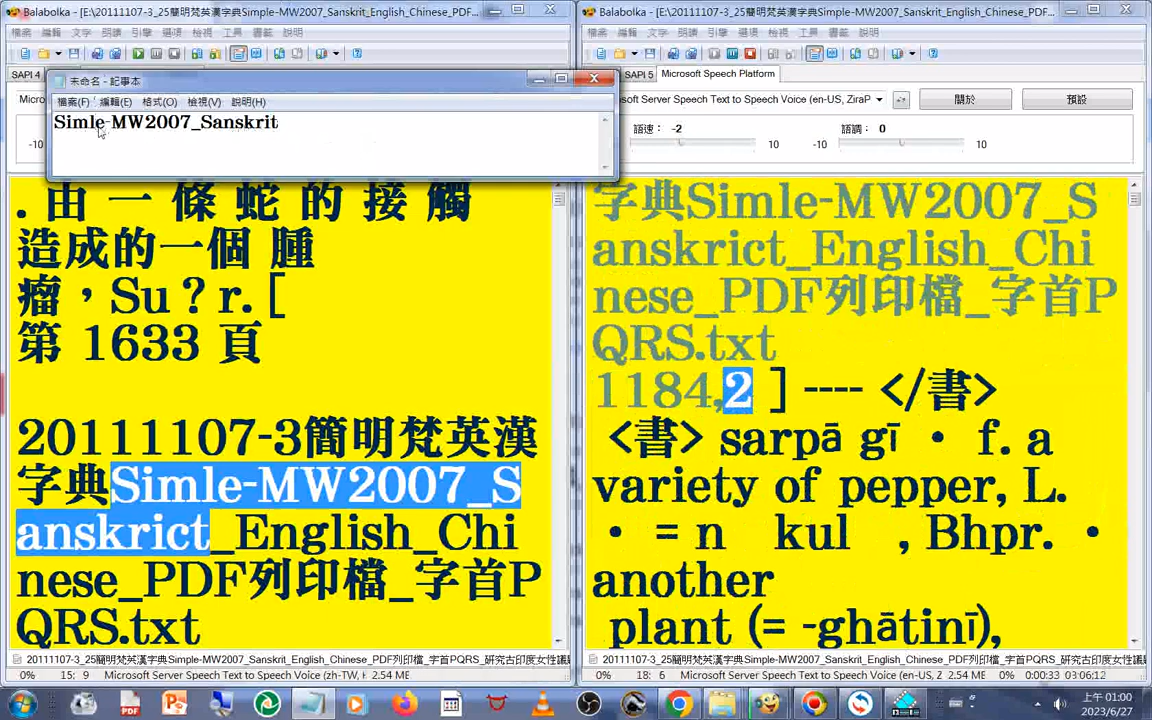 Balabolka - [E:\20111107-3_25簡明梵英漢字典Simple-MW2007_Sanskrit_English_Chinese_PDF...
檔案 編輯 文字 朗讀 引擎 選項 檢視 工具 書籤 說明
SAPI 4
Micro
-10
未命名 - 記事本
檔案(F) 編輯(E) 格式(O) 檢視(V) 說明(H)
Simle-MW2007_Sanskrit
. 由 一 條 蛇 的 接 觸
造成的一個 腫
瘤，Su？r. [
第 1633 頁
20111107-3簡明梵英漢
字典Simle-MW2007_S
anskrict_English_Chi
nese_PDF列印檔_字首P
QRS.txt
20111107-3_25簡明梵英漢字典Simple-MW2007_Sanskrit_English_Chinese_PDF列印檔_字首PQRS_研究古印度女性議
0%
15: 9
Microsoft Server Speech Text to Speech Voice (zh-TW, H
2.54 MB
Balabolka - [E:\20111107-3_25簡明梵英漢字典Simple-MW2007_Sanskrit_English_Chinese_PDF...
檔案 編輯 文字 朗讀 引擎 選項 檢視 工具 書籤 說明
SAPI 5 Microsoft Speech Platform
soft Server Speech Text to Speech Voice (en-US, ZiraP
關於 預設
語速： -2 語調： 0
10 -10 10
字典Simle-MW2007_S
anskrict_English_Chi
nese_PDF列印檔_字首P
QRS.txt
1184,2 ] ---- </書>
<書> sarpā gī • f. a
variety of pepper, L.
• = n kul , Bhpr. •
another
plant (= -ghātinī),
20111107-3_25簡明梵英漢字典Simple-MW2007_Sanskrit_English_Chinese_PDF列印檔_字首PQRS_研究古印度女性議
0%
18: 6
Microsoft Server Speech Text to Speech Voice (en-US, Z
2.54 MB
0%
0:00:33 03:06:12
上午 01:00
2023/6/27